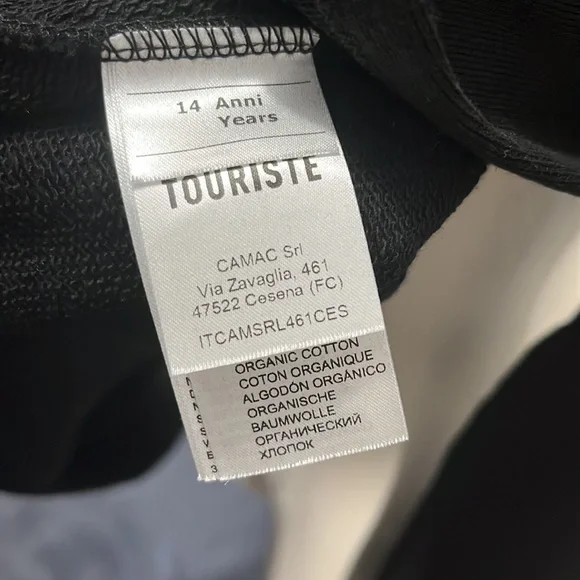 14 Anni
Years
TOURISTE
CAMAC Srl
Via Zavaglia, 461
47522 Cesena (FC)
ITCAMSRL461CES
ORGANIC COTTON
COTON ORGANIQUE
ALGODÓN ORGÁNICO
ORGANISCHE
BAUMWOLLE
ОРГАНИЧЕСКИЙ
ХЛОПОК